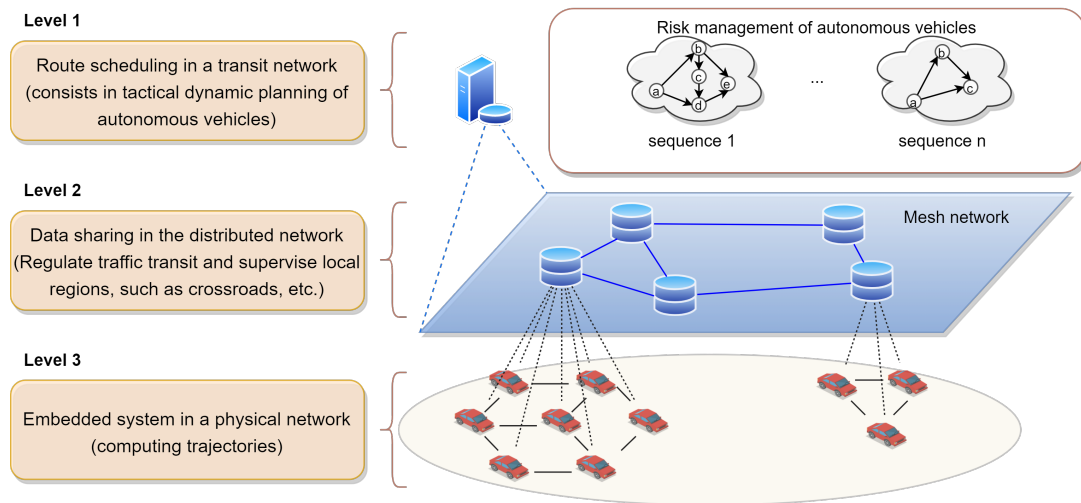 Level 1
Route scheduling in a transit network
(consists in tactical dynamic planning of
autonomous vehicles)
Risk management of autonomous vehicles
a
b
c
d
e
sequence 1
...
a
b
c
sequence n
Level 2
Data sharing in the distributed network
(Regulate traffic transit and supervise local
regions, such as crossroads, etc.)
Mesh network
Level 3
Embedded system in a physical network
(computing trajectories)